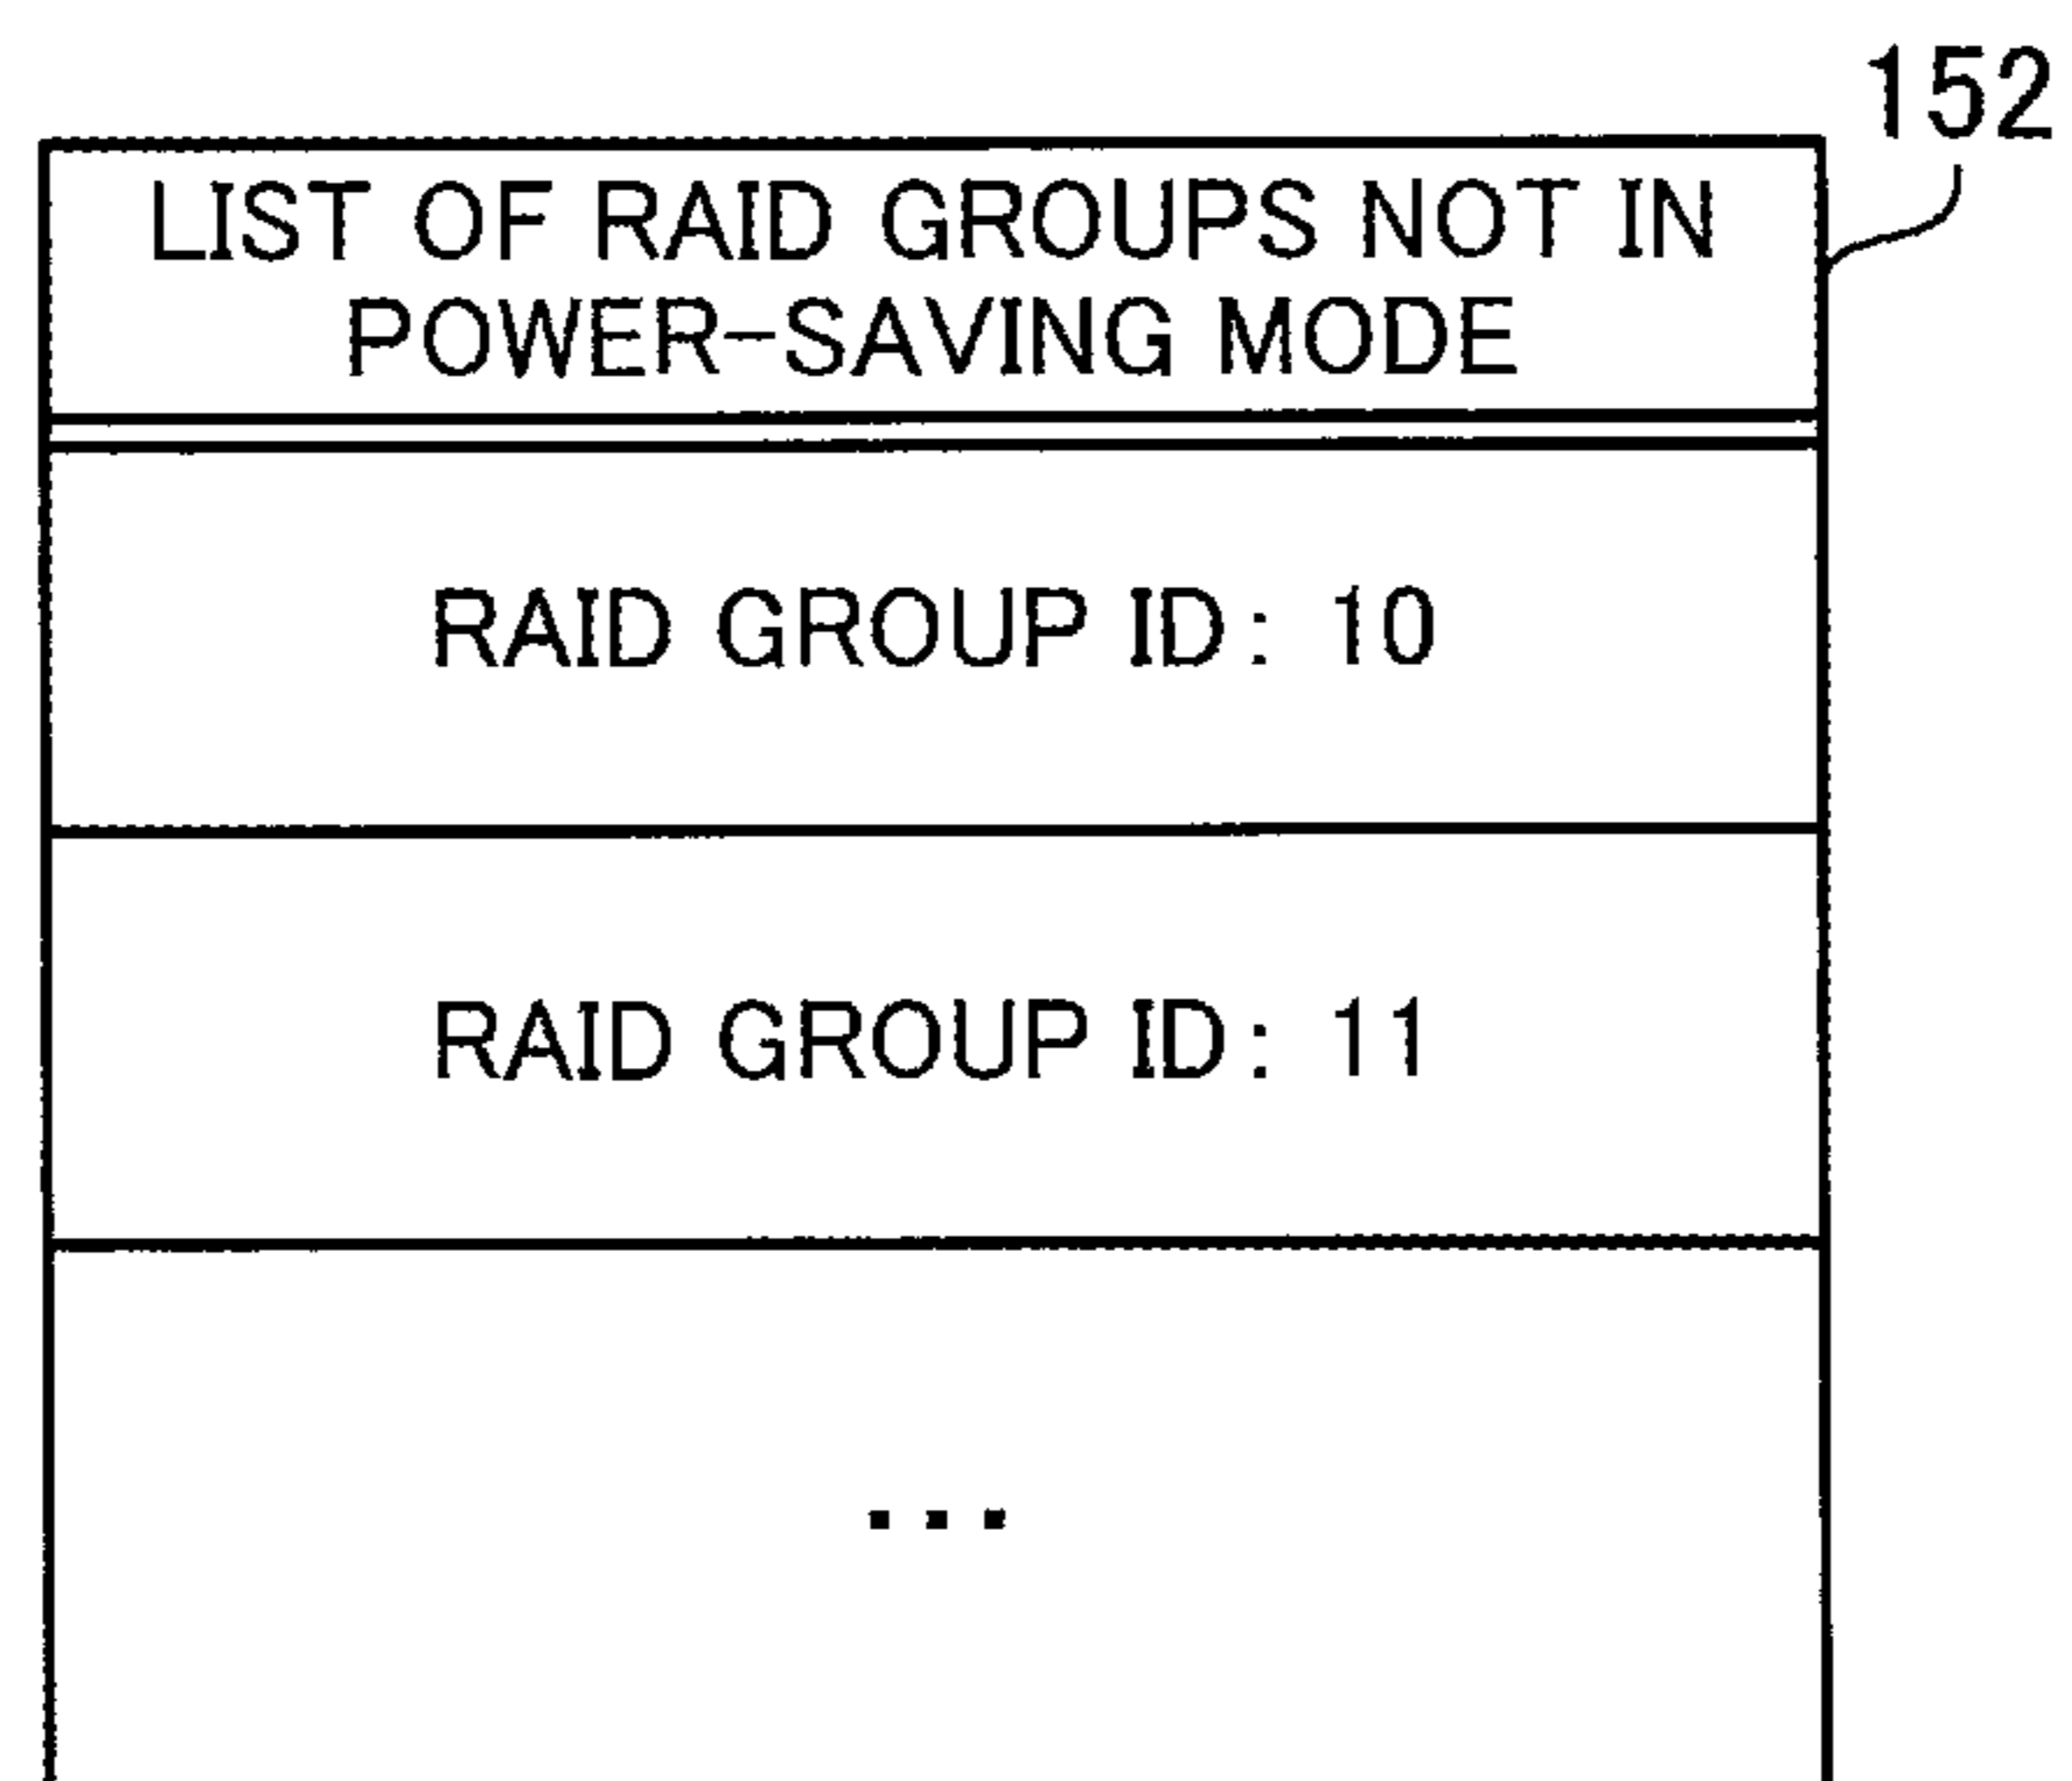 152
LIST OF RAID GROUPS NOT IN
POWER-SAVING MODE
RAID GROUP ID: 10
RAID GROUP ID: 11
...